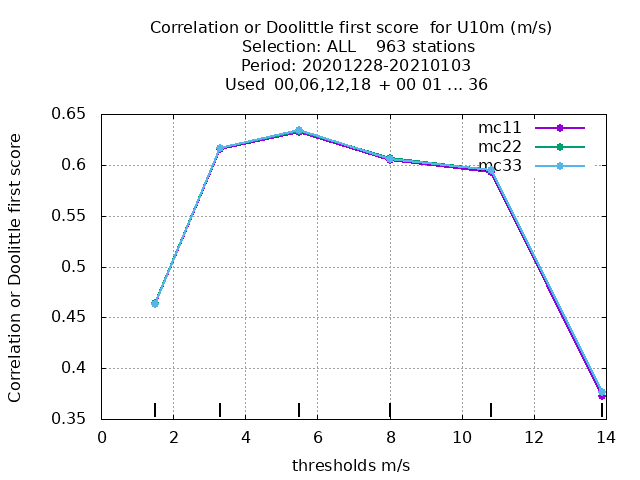 Correlation or Doolittle first score  for U10m (m/s)
Selection: ALL    963 stations
Period: 20201228-20210103
Used  00,06,12,18  + 00 01 ... 36
Correlation or Doolittle first score
0.65
0.6
0.55
0.5
0.45
0.4
0.35
mc11
mc22
mc33
0 2 4 6 8 10 12 14
thresholds m/s